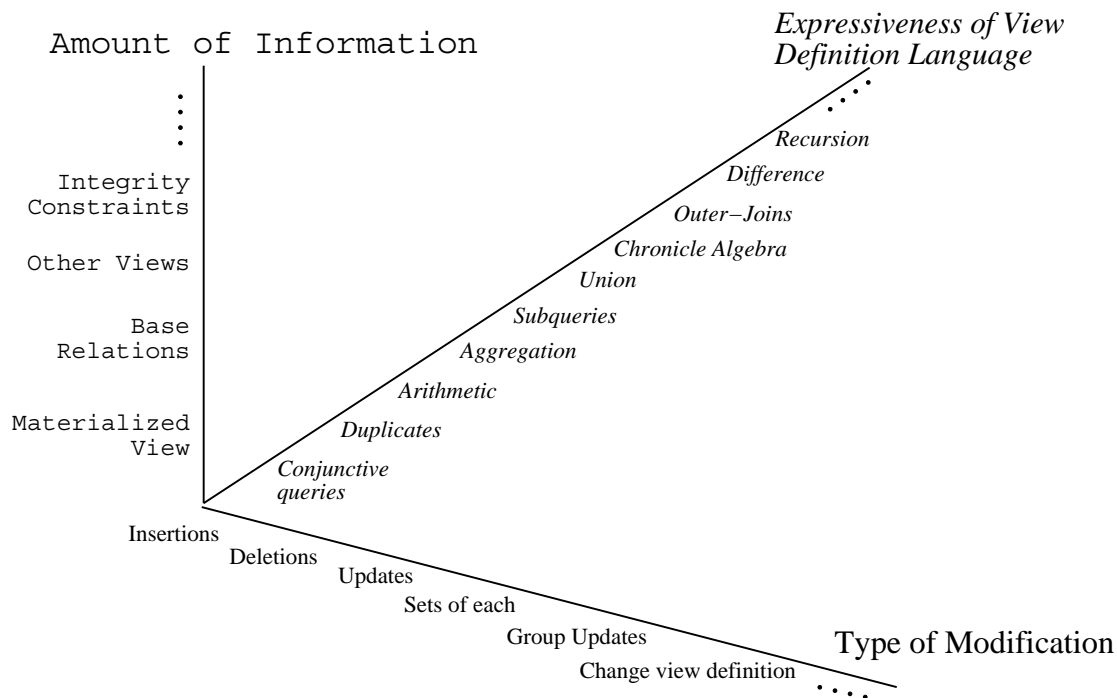 Amount of Information
Expressiveness of View
Definition Language
Integrity
Constraints
Other Views
Base
Relations
Materialized
View
Recursion
Difference
Outer–Joins
Chronicle Algebra
Union
Subqueries
Aggregation
Arithmetic
Duplicates
Conjunctive
queries
Insertions
Deletions
Updates
Sets of each
Group Updates
Change view definition
Type of Modification